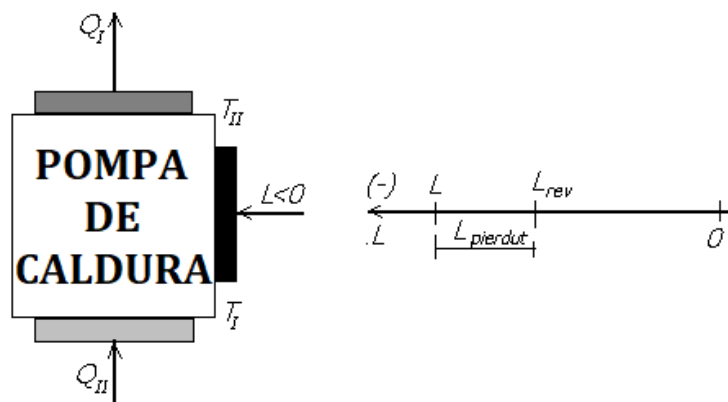 Q_I
T_II
POMPA
DE
CALDURA
L<0
T_I
Q_II
(-) L L_rev
.L L_pierdut 0